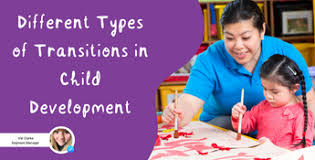 Different Types
of Transitions in
Child
Development